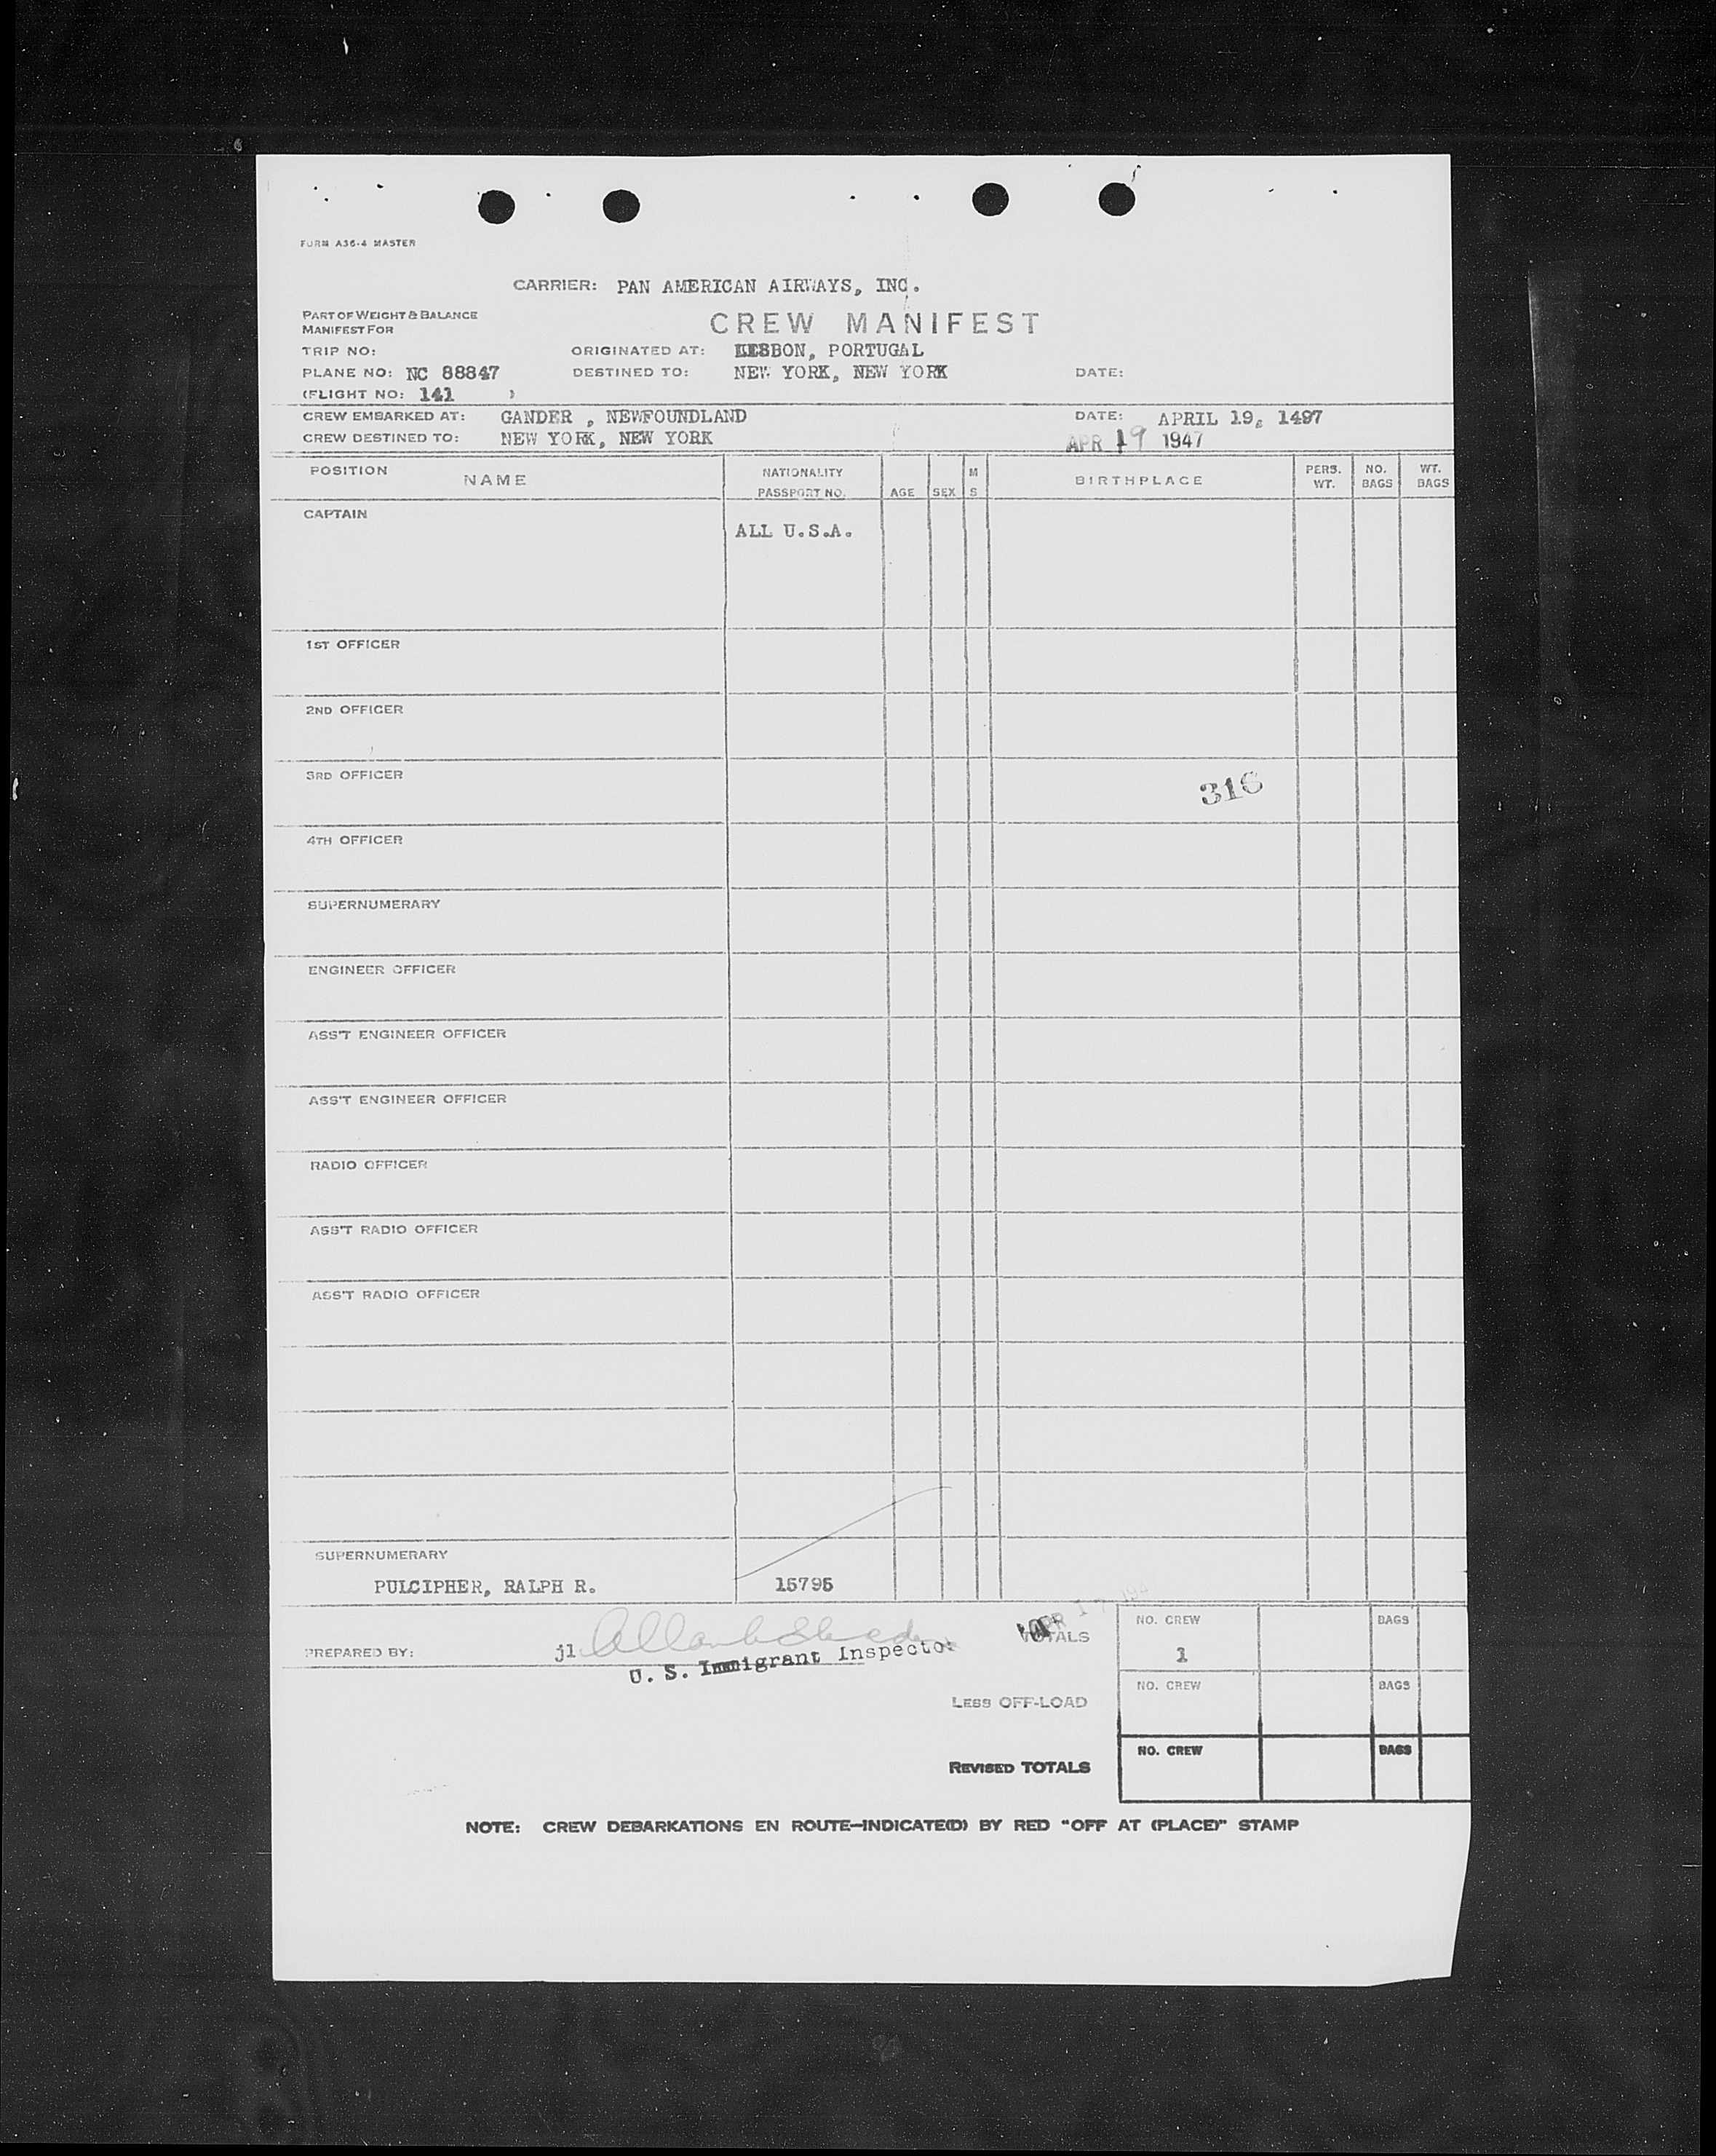 FORM A36-4 MASTER
CARRIER: PAN AMERICAN AIRWAYS, INC.
PART OF WEIGHT & BALANCE
MANIFEST FOR
CREW MANIFEST
TRIP NO: ORIGINATED AT: LISBON, PORTUGAL
PLANE NO: NC 88847 DESTINED TO: NEW YORK, NEW YORK DATE:
(FLIGHT NO: 141 )
CREW EMBARKED AT: GANDER , NEWFOUNDLAND DATE: APRIL 19, 1497
CREW DESTINED TO: NEW YORK, NEW YORK APR 19 1947
POSITION NAME NATIONALITY PASSPORT NO. AGE SEX M S BIRTHPLACE PERS. WT. NO. BAGS WT. BAGS
CAPTAIN
ALL U.S.A.
1ST OFFICER
2ND OFFICER
3RD OFFICER
316
4TH OFFICER
SUPERNUMERARY
ENGINEER OFFICER
ASS'T ENGINEER OFFICER
ASS'T ENGINEER OFFICER
RADIO OFFICER
ASS'T RADIO OFFICER
ASS'T RADIO OFFICER
SUPERNUMERARY
PULCIPHER, RALPH R. 15795
PREPARED BY: jl
U. S. Immigrant Inspector
TOTALS NO. CREW 1 BAGS
LESS OFF-LOAD NO. CREW BAGS
REVISED TOTALS NO. CREW BAGS
NOTE: CREW DEBARKATIONS EN ROUTE—INDICATE(D) BY RED "OFF AT (PLACE)" STAMP